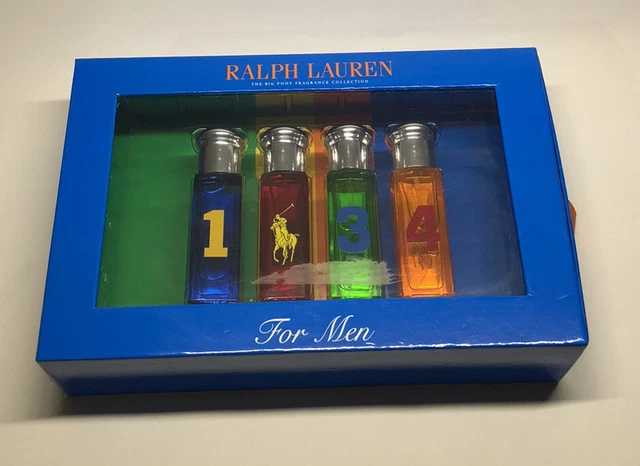 RALPH LAUREN
THE BIG PONY FRAGRANCE COLLECTION
1
3
4
For Men